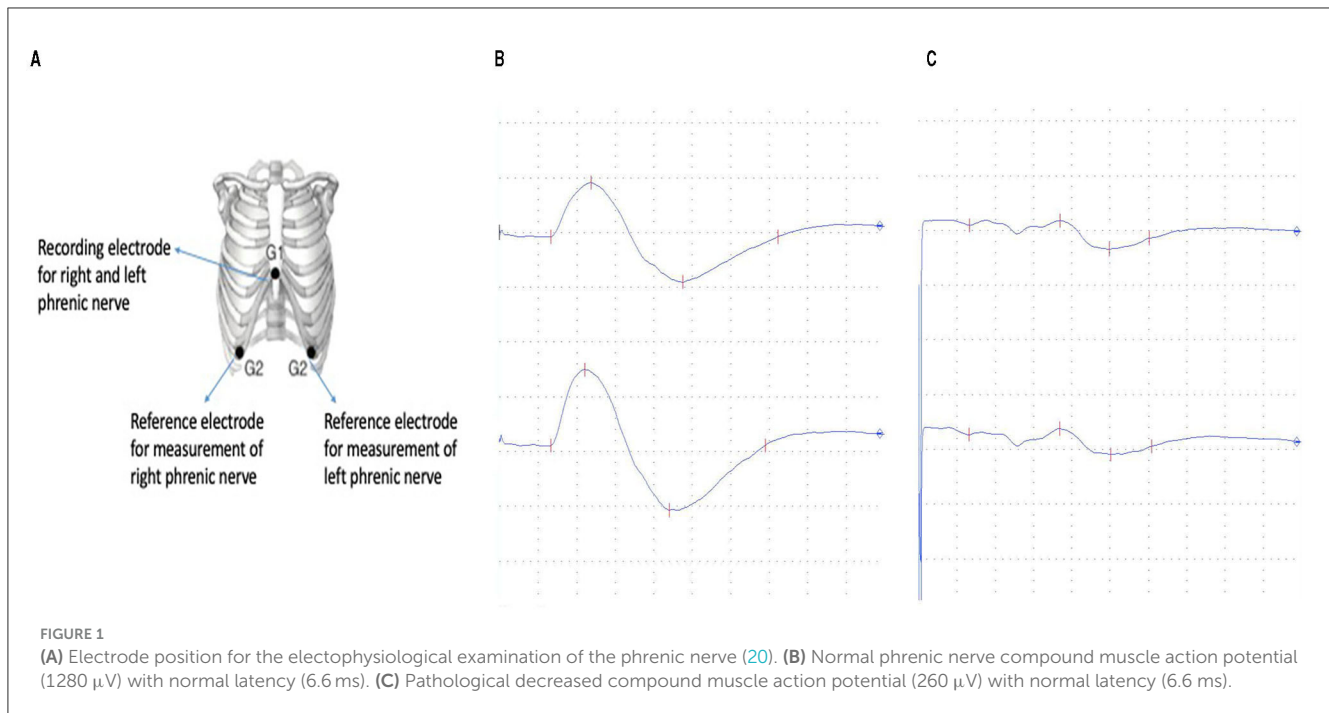 A
B
C
Recording electrode
for right and left
phrenic nerve
G1
G2
G2
Reference electrode
for measurement of
right phrenic nerve
Reference electrode
for measurement of
left phrenic nerve
FIGURE 1
(A) Electrode position for the electophysiological examination of the phrenic nerve (20). (B) Normal phrenic nerve compound muscle action potential
(1280 μV) with normal latency (6.6 ms). (C) Pathological decreased compound muscle action potential (260 μV) with normal latency (6.6 ms).